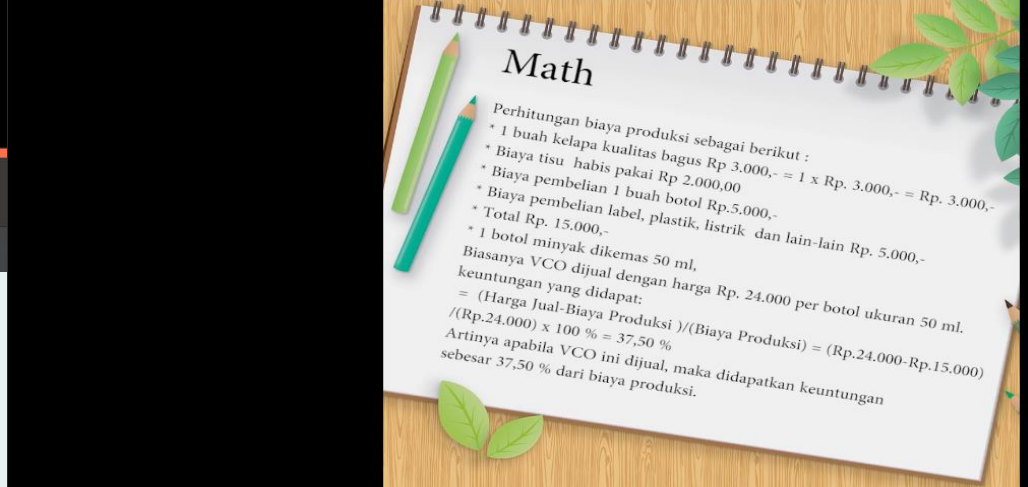 Math
Perhitungan biaya produksi sebagai berikut :
* 1 buah kelapa kualitas bagus Rp 3.000,- = 1 x Rp. 3.000,- = Rp. 3.000,-
* Biaya tisu habis pakai Rp 2.000,00
* Biaya pembelian 1 buah botol Rp.5.000,-
* Biaya pembelian label, plastik, listrik dan lain-lain Rp. 5.000,-
* Total Rp. 15.000,-
* 1 botol minyak dikemas 50 ml,
Biasanya VCO dijual dengan harga Rp. 24.000 per botol ukuran 50 ml.
keuntungan yang didapat:
= (Harga Jual-Biaya Produksi )/(Biaya Produksi) = (Rp.24.000-Rp.15.000)
/(Rp.24.000) x 100 % = 37,50 %
Artinya apabila VCO ini dijual, maka didapatkan keuntungan
sebesar 37,50 % dari biaya produksi.